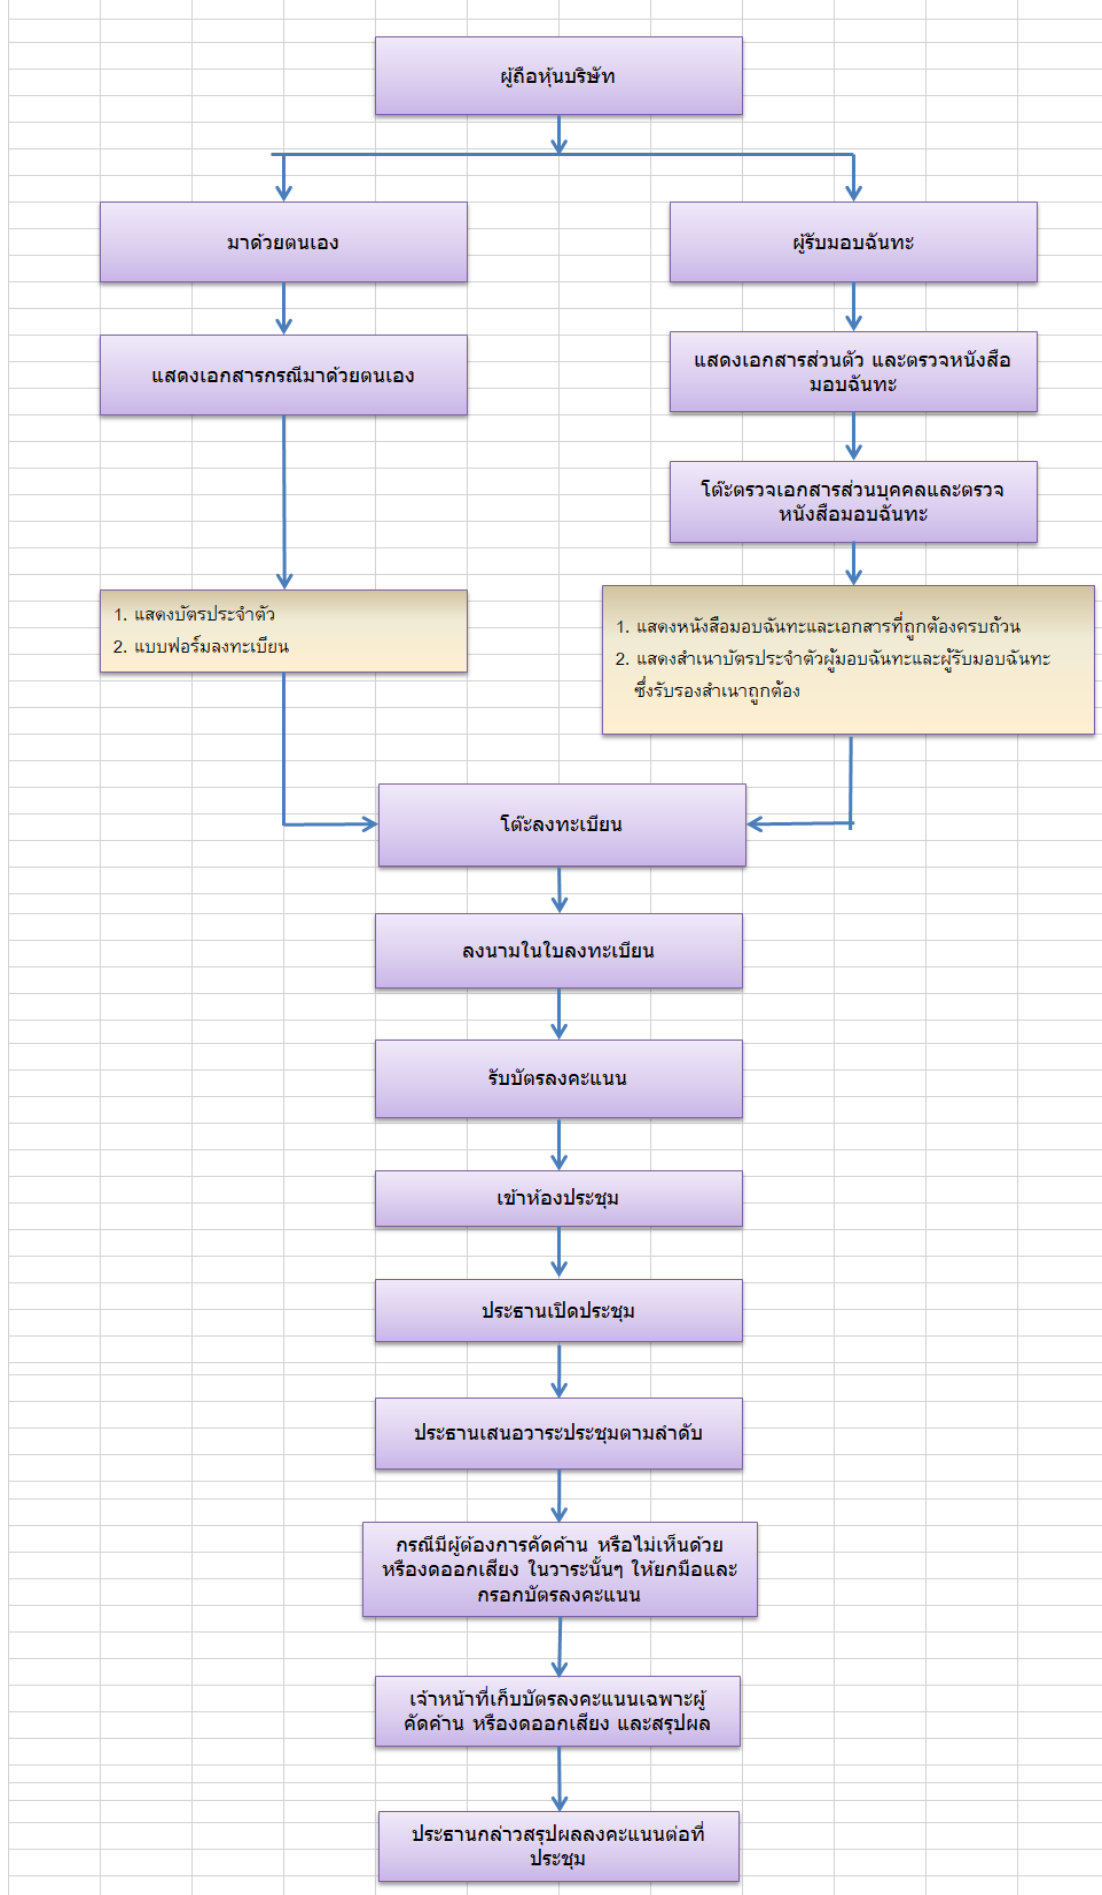 ผู้ถือหุ้นบริษัท
มาด้วยตนเอง
ผู้รับมอบฉันทะ
แสดงเอกสารกรณีมาด้วยตนเอง
แสดงเอกสารส่วนตัว และตรวจหนังสือ
มอบฉันทะ
โต๊ะตรวจเอกสารส่วนบุคคลและตรวจ
หนังสือมอบฉันทะ
1. แสดงบัตรประจำตัว
2. แบบฟอร์มลงทะเบียน
1. แสดงหนังสือมอบฉันทะและเอกสารที่ถูกต้องครบถ้วน
2. แสดงสำเนาบัตรประจำตัวผู้มอบฉันทะและผู้รับมอบฉันทะ
ซึ่งรับรองสำเนาถูกต้อง
โต๊ะลงทะเบียน
ลงนามในใบลงทะเบียน
รับบัตรลงคะแนน
เข้าห้องประชุม
ประธานเปิดประชุม
ประธานเสนอวาระประชุมตามลำดับ
กรณีมีผู้ต้องการคัดค้าน หรือไม่เห็นด้วย
หรืองดออกเสียง ในวาระนั้นๆ ให้ยกมือและ
กรอกบัตรลงคะแนน
เจ้าหน้าที่เก็บบัตรลงคะแนนเฉพาะผู้
คัดค้าน หรืองดออกเสียง และสรุปผล
ประธานกล่าวสรุปผลลงคะแนนต่อที่
ประชุม